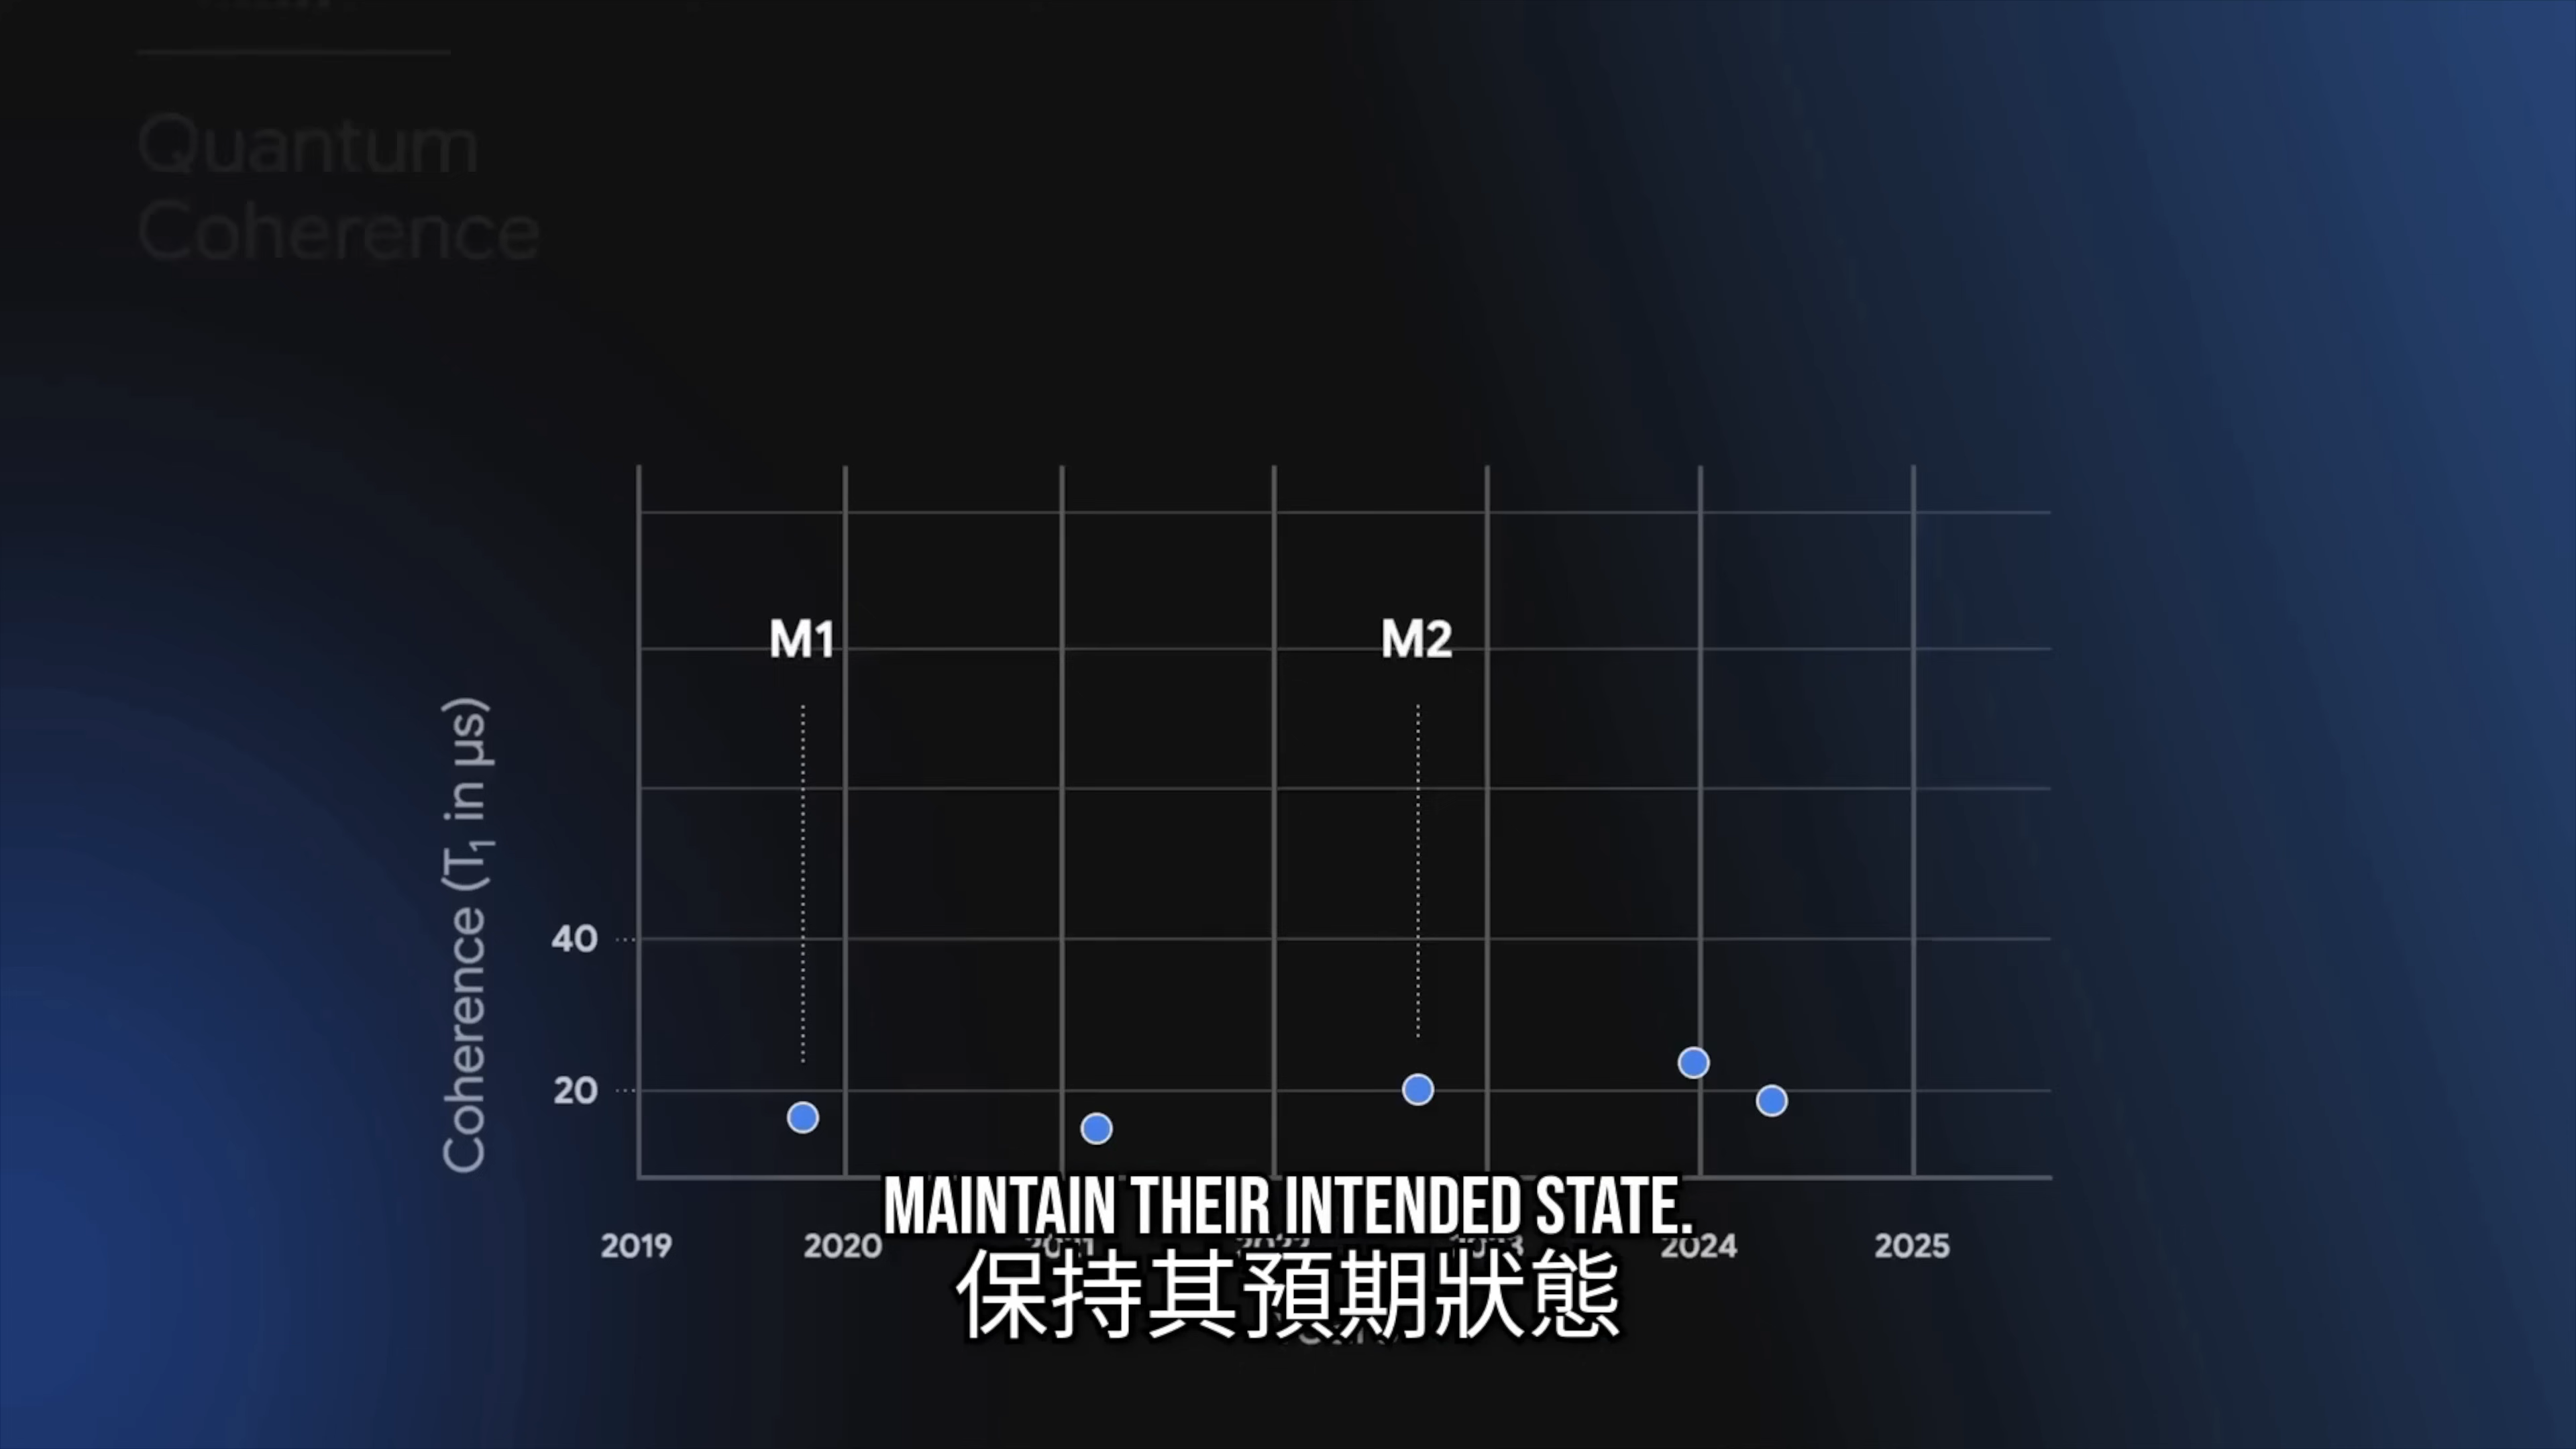 Quantum
Coherence
M1
M2
Coherence (T₁ in μs)
40
20
MAINTAIN THEIR INTENDED STATE.
2019
2020
2024
2025
保持其預期狀態